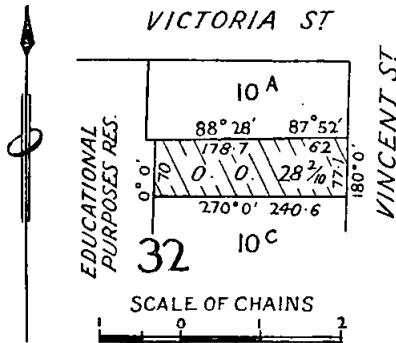 VICTORIA ST
10A
88°28' 87°52'
178.7 62
70 0. 0. 28 2/10 77.1
0°0' 180°0'
270°0' 240.6
VINCENT ST
EDUCATIONAL
PURPOSES RES.
32
10C
SCALE OF CHAINS
1 0 1 2